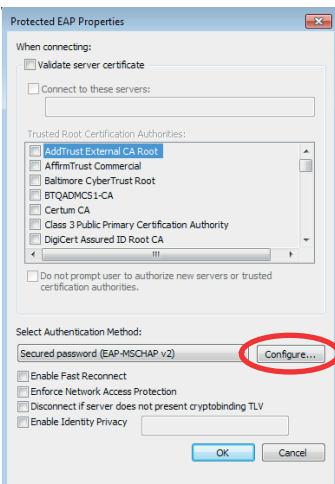 Protected EAP Properties
When connecting:
Validate server certificate
Connect to these servers:
Trusted Root Certification Authorities:
AddTrust External CA Root
AffirmTrust Commercial
Baltimore CyberTrust Root
BTQADMCS1-CA
Certum CA
Class 3 Public Primary Certification Authority
DigiCert Assured ID Root CA
Do not prompt user to authorize new servers or trusted
certification authorities.
Select Authentication Method:
Secured password (EAP-MSCHAP v2)
Configure...
Enable Fast Reconnect
Enforce Network Access Protection
Disconnect if server does not present cryptobinding TLV
Enable Identity Privacy
OK
Cancel